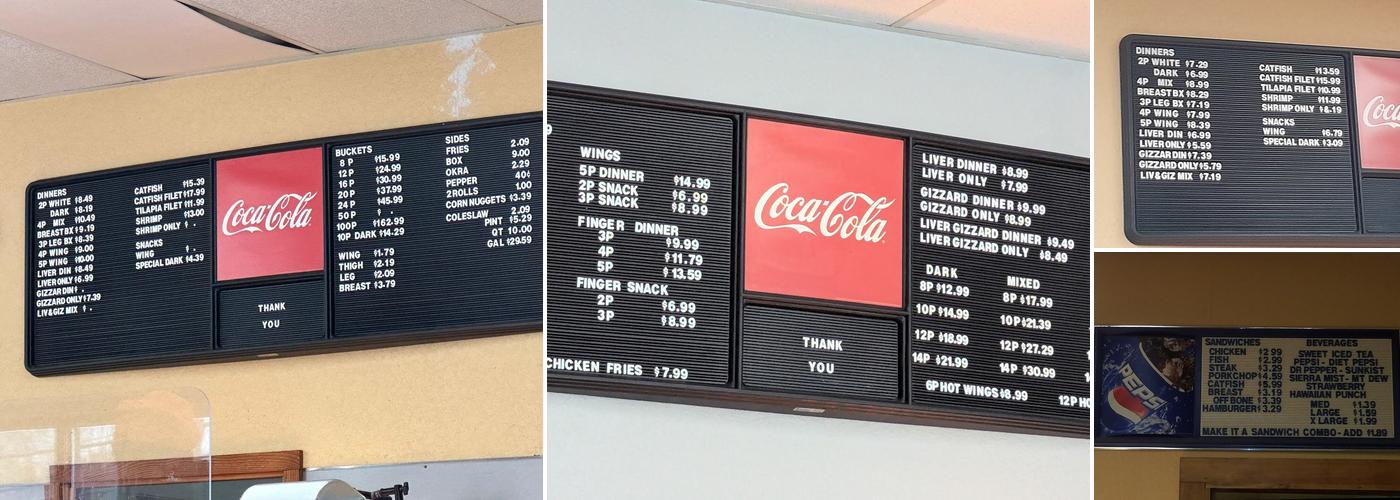 DINNERS
2P WHITE $8.49
DARK $8.19
4P MIX $10.49
BREAST BX $9.19
3P LEG BX $8.39
4P WING $9.00
5P WING $10.00
LIVER DIN $8.49
LIVER ONLY $6.99
GIZZAR DIN $ .
GIZZARD ONLY $7.39
LIV&GIZ MIX $ .
CATFISH $15.39
CATFISH FILET $17.99
TILAPIA FILET $11.99
SHRIMP $13.00
SHRIMP ONLY $ .
SNACKS $ .
WING .
SPECIAL DARK $4.39
Coca-Cola
THANK
YOU
BUCKETS
8 P $15.99
12 P $24.99
16 P $30.99
20 P $37.99
24 P $45.99
50 P $ .
100P $162.99
10P DARK $14.29
WING $1.79
THIGH $2.19
LEG $2.09
BREAST $3.79
SIDES
FRIES 2.09
BOX 9.00
OKRA 2.29
PEPPER 40¢
2 ROLLS 1.00
CORN NUGGETS $3.39
COLESLAW 2.09
PINT $5.29
QT 10.00
GAL $29.59
9
WINGS
5P DINNER $14.99
2P SNACK $6.99
3P SNACK $8.99
FINGER DINNER
3P $9.99
4P $11.79
5P $13.59
FINGER SNACK
2P $6.99
3P $8.99
CHICKEN FRIES $7.99
Coca-Cola
THANK
YOU
LIVER DINNER $8.99
LIVER ONLY $7.99
GIZZARD DINNER $9.99
GIZZARD ONLY $8.99
LIVER GIZZARD DINNER $9.49
LIVER GIZZARD ONLY $8.49
DARK MIXED
8P $12.99 8P $17.99
10P $14.99 10P $21.39
12P $18.99 12P $27.29
14P $21.99 14P $30.99
6P HOT WINGS $8.99 12P HO
DINNERS
2P WHITE $7.29
DARK $6.99
4P MIX $8.99
BREAST BX $8.29
3P LEG BX $7.19
4P WING $7.99
5P WING $8.39
LIVER DIN $6.99
LIVER ONLY $5.59
GIZZAR DIN $7.39
GIZZARD ONLY $5.79
LIV&GIZ MIX $7.19
CATFISH $13.59
CATFISH FILET $15.99
TILAPIA FILET $10.99
SHRIMP $11.99
SHRIMP ONLY $8.19
SNACKS
WING $6.79
SPECIAL DARK $3.09
Coca
PEPSI
SANDWICHES
CHICKEN $2.99
FISH $2.99
STEAK $3.29
PORKCHOP $4.59
CATFISH $5.99
BREAST $3.19
OFF BONE $3.39
HAMBURGER $3.29
BEVERAGES
SWEET ICED TEA
PEPSI - DIET PEPSI
DR PEPPER - SUNKIST
SIERRA MIST - MT DEW
STRAWBERRY
HAWAIIAN PUNCH
MED $1.39
LARGE $1.59
X LARGE $1.99
MAKE IT A SANDWICH COMBO - ADD $1.89